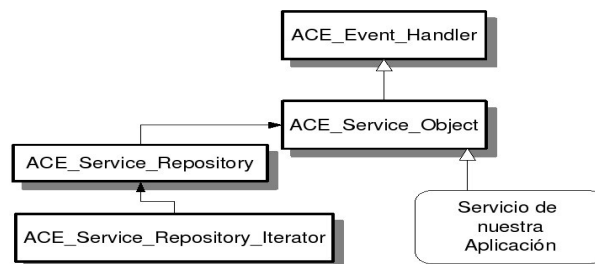 ACE_Event_Handler
ACE_Service_Object
ACE_Service_Repository
ACE_Service_Repository_Iterator
Servicio de
nuestra
Aplicación